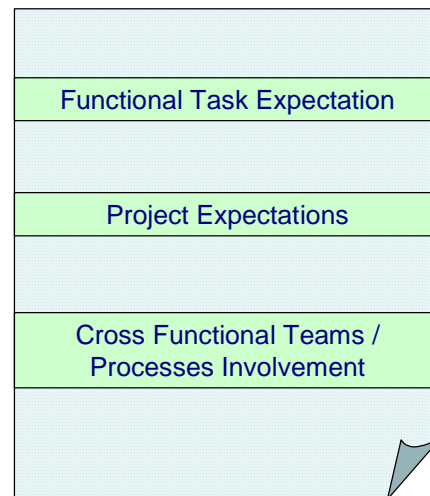 Functional Task Expectation
Project Expectations
Cross Functional Teams /
Processes Involvement